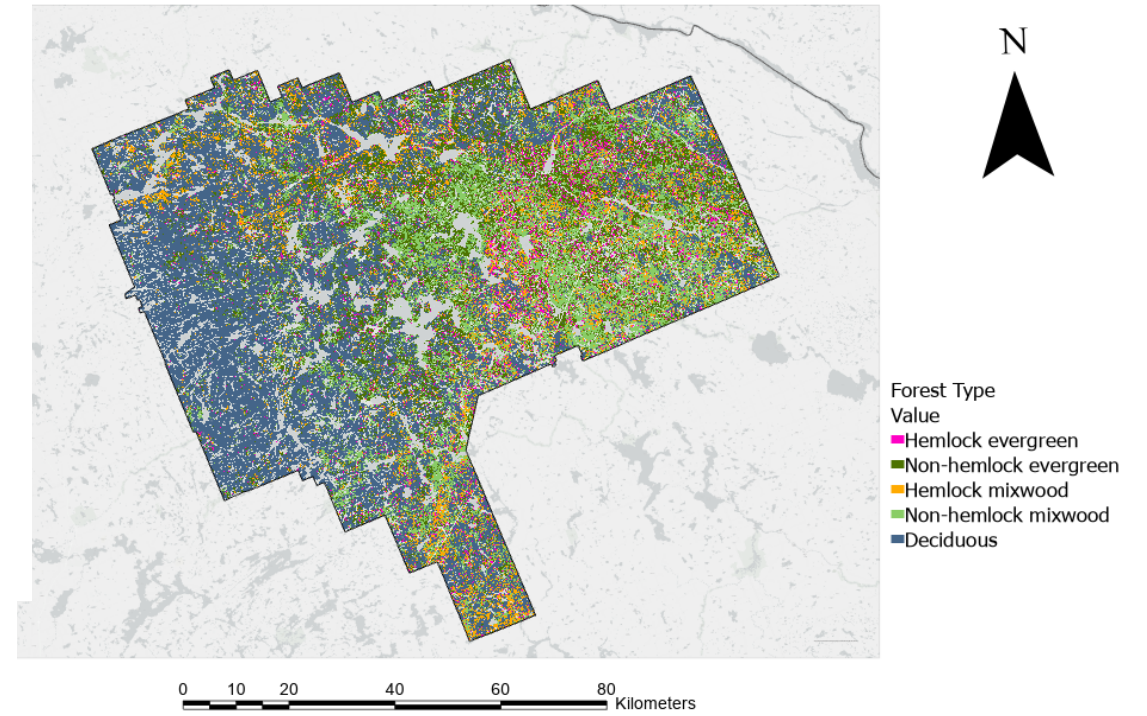 N
Forest Type
Value
Hemlock evergreen
Non-hemlock evergreen
Hemlock mixwood
Non-hemlock mixwood
Deciduous
0 10 20 40 60 80
Kilometers